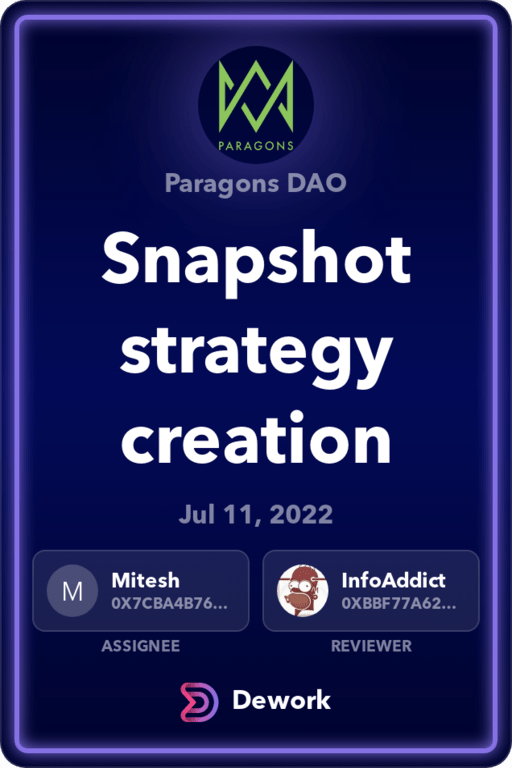 PARAGONS
Paragons DAO
Snapshot
strategy
creation
Jul 11, 2022
M
Mitesh
0X7CBA4B76...
ASSIGNEE
InfoAddict
0XBBF77A62...
REVIEWER
Dework